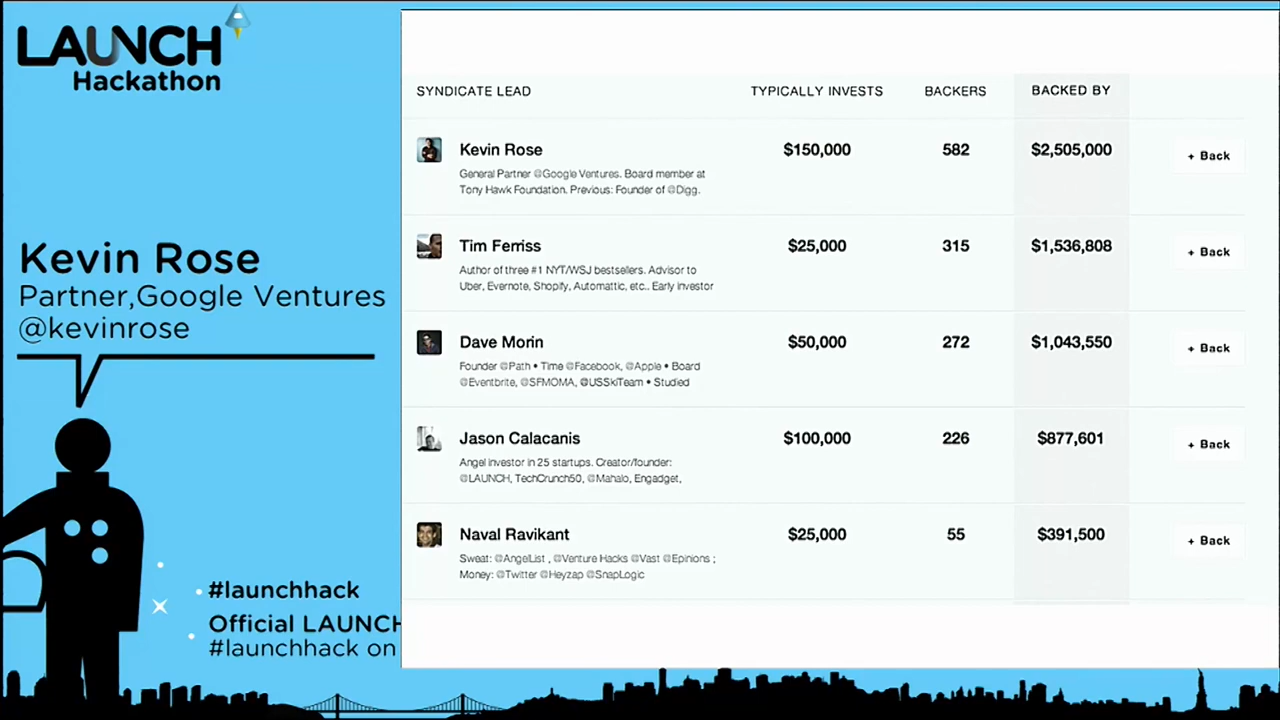 LAUNCH
Hackathon
Kevin Rose
Partner,Google Ventures
@kevinrose
#launchhack
Official LAUNCH
#launchhack on
SYNDICATE LEAD TYPICALLY INVESTS BACKERS BACKED BY
Kevin Rose $150,000 582 $2,505,000 + Back
General Partner @Google Ventures. Board member at
Tony Hawk Foundation. Previous: Founder of @Digg.
Tim Ferriss $25,000 315 $1,536,808 + Back
Author of three #1 NYT/WSJ bestsellers. Advisor to
Uber, Evernote, Shopify, Automattic, etc.. Early investor
Dave Morin $50,000 272 $1,043,550 + Back
Founder @Path • Time @Facebook, @Apple • Board
@Eventbrite, @SFMOMA, @USSkiTeam • Studied
Jason Calacanis $100,000 226 $877,601 + Back
Angel investor in 25 startups. Creator/founder:
@LAUNCH, TechCrunch50, @Mahalo, Engadget,
Naval Ravikant $25,000 55 $391,500 + Back
Sweat: @AngelList , @Venture Hacks @Vast @Epinions ;
Money: @Twitter @Heyzap @SnapLogic